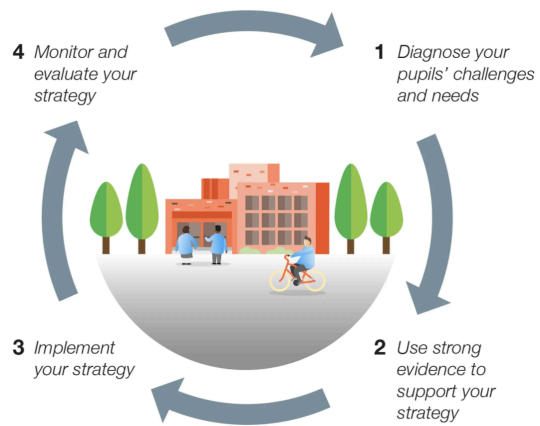 4 Monitor and
evaluate your
strategy
1 Diagnose your
pupils’ challenges
and needs
3 Implement
your strategy
2 Use strong
evidence to
support your
strategy